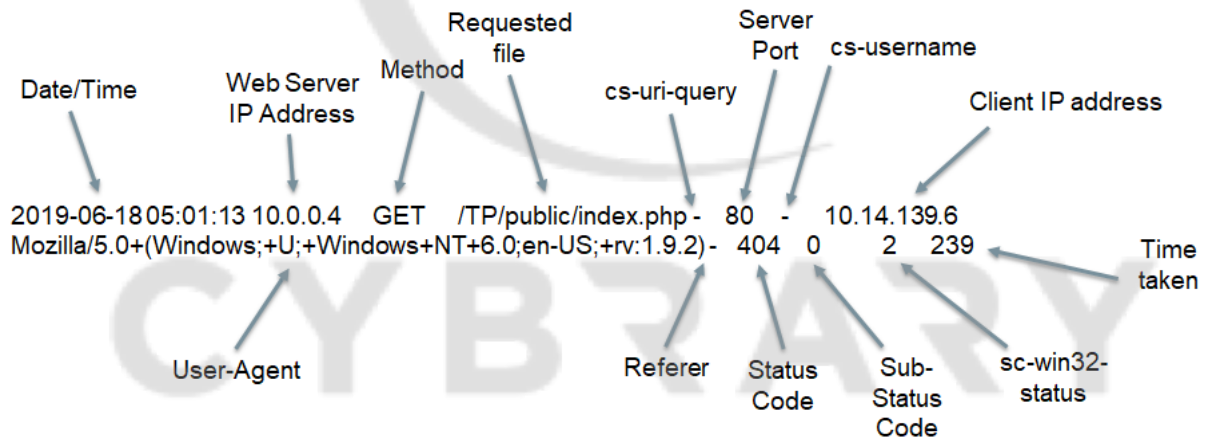 Requested
file
Server
Port
cs-username
Date/Time
Web Server
IP Address
Method
cs-uri-query
Client IP address
2019-06-18 05:01:13 10.0.0.4 GET /TP/public/index.php - 80 - 10.14.139.6
Mozilla/5.0+(Windows;+U;+Windows+NT+6.0;en-US;+rv:1.9.2) - 404 0 2 239
Time
taken
User-Agent
Referer
Status
Code
Sub-
Status
Code
sc-win32-
status
CYBRARY